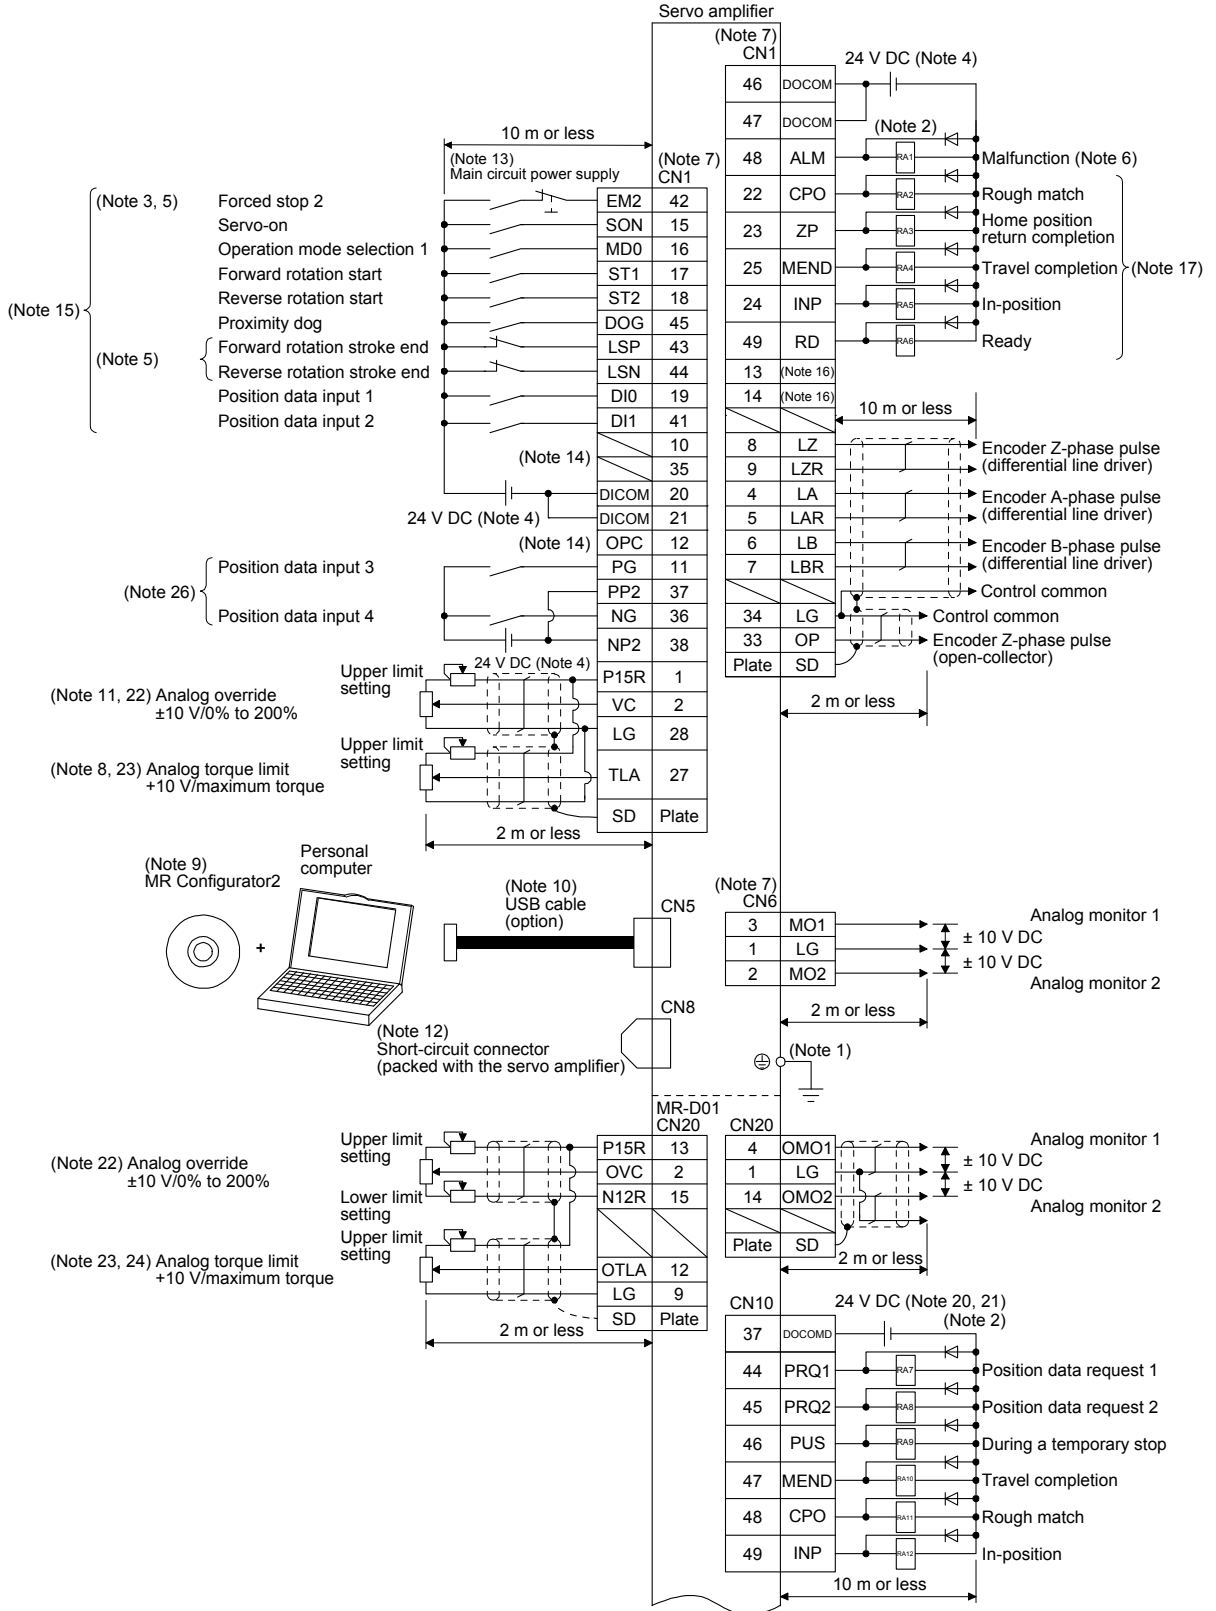 Servo amplifier
(Note 7)
CN1
24 V DC (Note 4)
46 DOCOM
47 DOCOM
(Note 2)
48 ALM RA1 Malfunction (Note 6)
22 CPO RA2 Rough match
23 ZP RA3 Home position
return completion
25 MEND RA4 Travel completion
(Note 17)
24 INP RA5 In-position
49 RD RA6 Ready
13 (Note 16)
14 (Note 16)
10 m or less
8 LZ Encoder Z-phase pulse
9 LZR (differential line driver)
4 LA Encoder A-phase pulse
5 LAR (differential line driver)
6 LB Encoder B-phase pulse
7 LBR (differential line driver)
Control common
34 LG Control common
33 OP Encoder Z-phase pulse
(open-collector)
Plate SD
2 m or less
10 m or less
(Note 13)
Main circuit power supply
(Note 7)
CN1
(Note 15)
(Note 3, 5) Forced stop 2 EM2 42
Servo-on SON 15
Operation mode selection 1 MD0 16
Forward rotation start ST1 17
Reverse rotation start ST2 18
Proximity dog DOG 45
(Note 5)
Forward rotation stroke end LSP 43
Reverse rotation stroke end LSN 44
Position data input 1 DI0 19
Position data input 2 DI1 41
10
(Note 14)
35
DICOM 20
24 V DC (Note 4) DICOM 21
(Note 14) OPC 12
(Note 26)
Position data input 3 PG 11
PP2 37
Position data input 4 NG 36
NP2 38
24 V DC (Note 4)
Upper limit
setting
P15R 1
(Note 11, 22) Analog override
±10 V/0% to 200%
VC 2
LG 28
Upper limit
setting
(Note 8, 23) Analog torque limit
+10 V/maximum torque
TLA 27
SD Plate
2 m or less
(Note 9)
MR Configurator2
+
Personal
computer
(Note 10)
USB cable
(option)
CN5
CN8
(Note 12)
Short-circuit connector
(packed with the servo amplifier)
(Note 7)
CN6
3 MO1 Analog monitor 1
± 10 V DC
1 LG
± 10 V DC
2 MO2 Analog monitor 2
2 m or less
(Note 1)
MR-D01
CN20
Upper limit
setting
P15R 13
(Note 22) Analog override
±10 V/0% to 200%
OVC 2
Lower limit
setting
N12R 15
Upper limit
setting
(Note 23, 24) Analog torque limit
+10 V/maximum torque
OTLA 12
LG 9
SD Plate
2 m or less
CN20
4 OMO1 Analog monitor 1
± 10 V DC
1 LG
± 10 V DC
14 OMO2 Analog monitor 2
Plate SD
2 m or less
CN10
24 V DC (Note 20, 21)
(Note 2)
37 DOCOMD
44 PRQ1 RA7 Position data request 1
45 PRQ2 RA8 Position data request 2
46 PUS RA9 During a temporary stop
47 MEND RA10 Travel completion
48 CPO RA11 Rough match
49 INP RA12 In-position
10 m or less